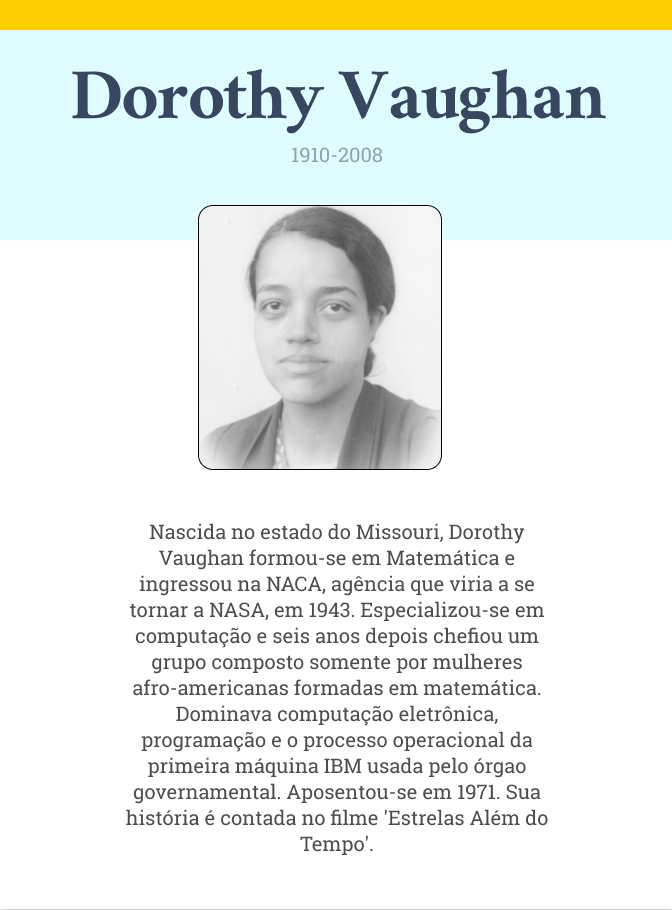 Dorothy Vaughan
1910-2008
Nascida no estado do Missouri, Dorothy
Vaughan formou-se em Matemática e
ingressou na NACA, agência que viria a se
tornar a NASA, em 1943. Especializou-se em
computação e seis anos depois chefiou um
grupo composto somente por mulheres
afro-americanas formadas em matemática.
Dominava computação eletrônica,
programação e o processo operacional da
primeira máquina IBM usada pelo órgao
governamental. Aposentou-se em 1971. Sua
história é contada no filme 'Estrelas Além do
Tempo'.